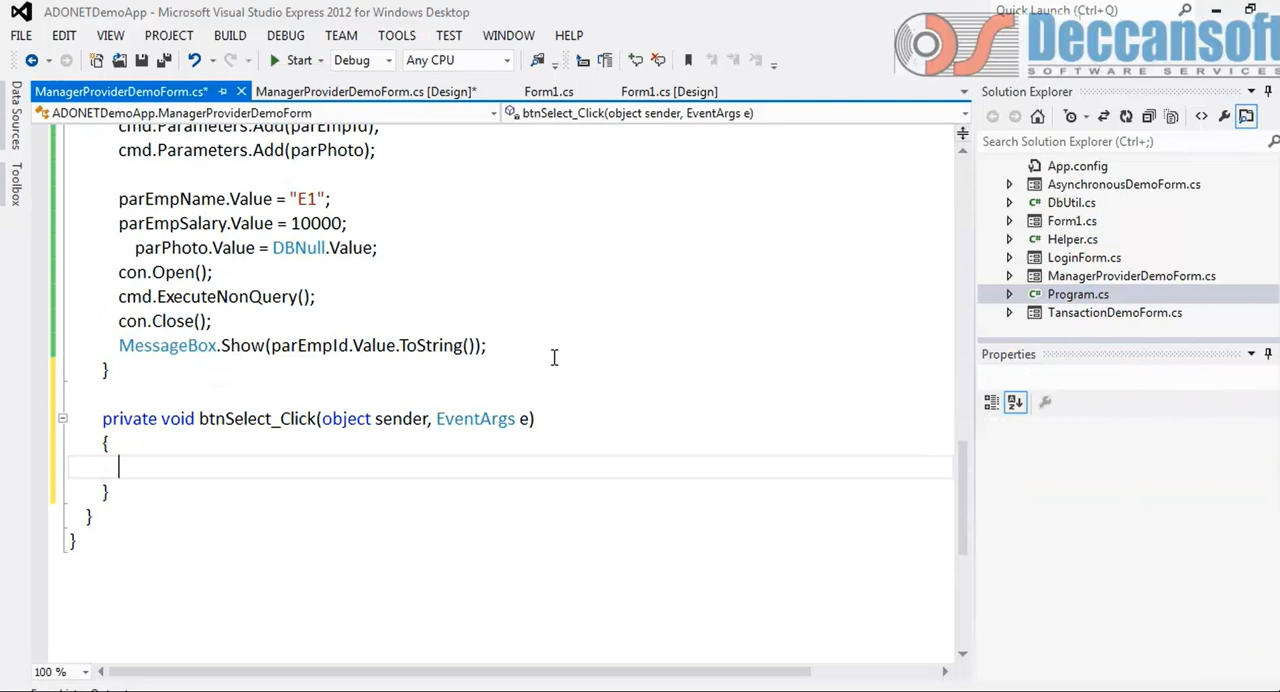 ADONETDemoApp - Microsoft Visual Studio Express 2012 for Windows Desktop
Quick Launch (Ctrl+Q)
Deccansoft
SOFTWARE SERVICES
FILE EDIT VIEW PROJECT BUILD DEBUG TEAM TOOLS TEST WINDOW HELP
Start Debug Any CPU
Data Sources
Toolbox
ManagerProviderDemoForm.cs* ManagerProviderDemoForm.cs [Design]* Form1.cs Form1.cs [Design]
ADONETDemoApp.ManagerProviderDemoForm btnSelect_Click(object sender, EventArgs e)
cmd.Parameters.Add(parEmpId);
cmd.Parameters.Add(parPhoto);
parEmpName.Value = "E1";
parEmpSalary.Value = 10000;
parPhoto.Value = DBNull.Value;
con.Open();
cmd.ExecuteNonQuery();
con.Close();
MessageBox.Show(parEmpId.Value.ToString());
}
private void btnSelect_Click(object sender, EventArgs e)
{
}
}
}
100 %
Solution Explorer
Search Solution Explorer (Ctrl+;)
App.config
AsynchronousDemoForm.cs
DbUtil.cs
Form1.cs
Helper.cs
LoginForm.cs
ManagerProviderDemoForm.cs
Program.cs
TansactionDemoForm.cs
Properties